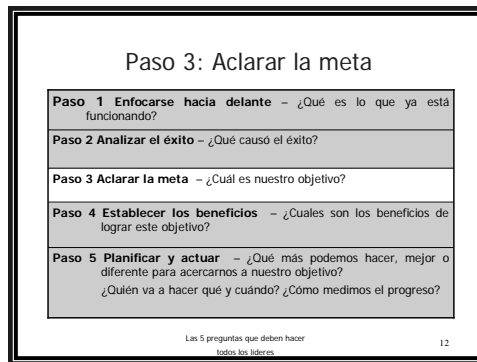 Paso 3: Aclarar la meta
Paso 1 Enfocarse hacia delante – ¿Qué es lo que ya está
funcionando?
Paso 2 Analizar el éxito – ¿Qué causó el éxito?
Paso 3 Aclarar la meta – ¿Cuál es nuestro objetivo?
Paso 4 Establecer los beneficios – ¿Cuales son los beneficios de
lograr este objetivo?
Paso 5 Planificar y actuar – ¿Qué más podemos hacer, mejor o
diferente para acercarnos a nuestro objetivo?
¿Quién va a hacer qué y cuándo? ¿Cómo medimos el progreso?
Las 5 preguntas que deben hacer
todos los líderes
12